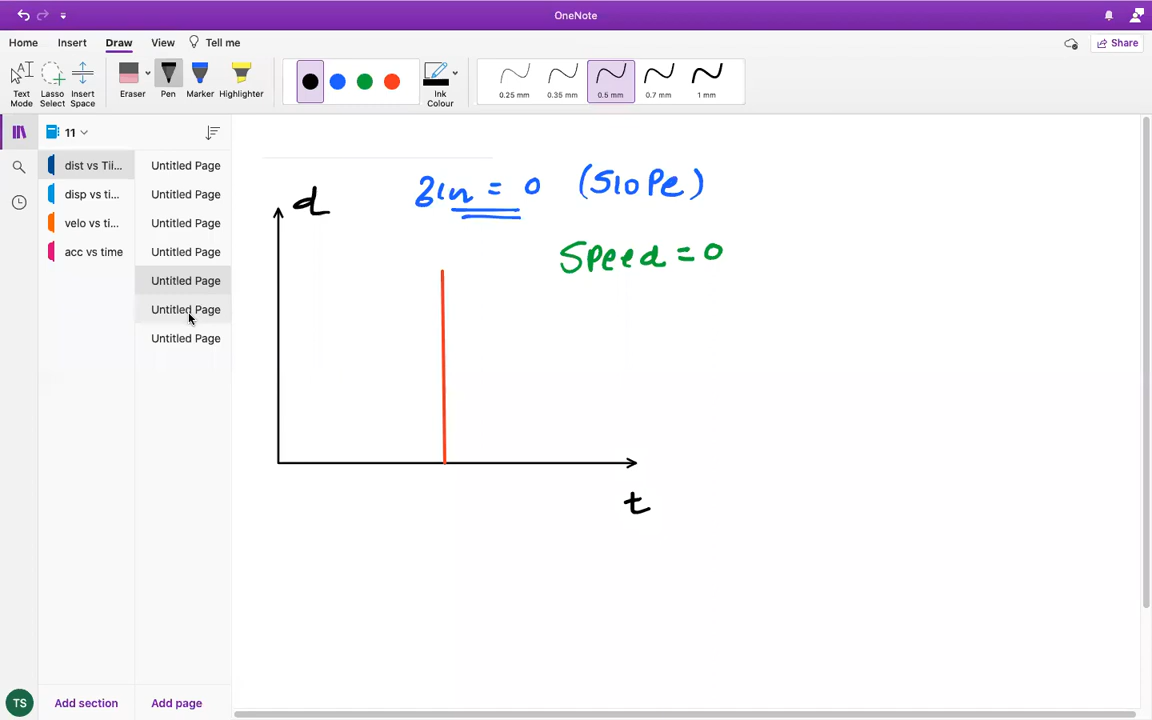 OneNote
Home Insert Draw View Tell me
Share
Text Mode
Lasso Select
Insert Space
Eraser
Pen
Marker
Highlighter
Ink Colour
0.25 mm 0.35 mm 0.5 mm 0.7 mm 1 mm
11
dist vs Tii...
disp vs ti...
velo vs ti...
acc vs time
Untitled Page
Untitled Page
Untitled Page
Untitled Page
Untitled Page
Untitled Page
Untitled Page
d
= 0 (SloPe)
SPeed = 0
t
TS
Add section
Add page